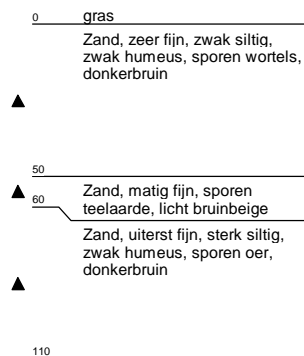 0 gras
Zand, zeer fijn, zwak siltig,
zwak humeus, sporen wortels,
donkerbruin
50
Zand, matig fijn, sporen
60
teelaarde, licht bruinbeige
Zand, uiterst fijn, sterk siltig,
zwak humeus, sporen oer,
donkerbruin
110